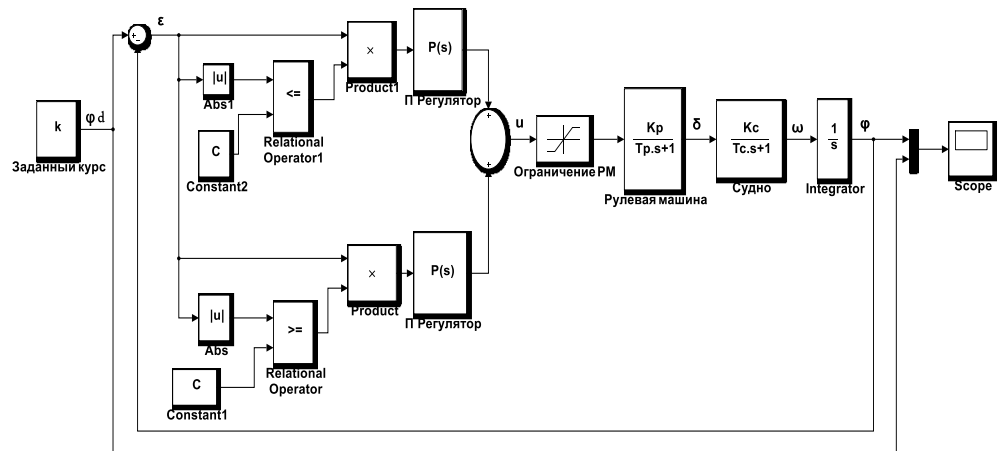 ε
P(s)
×
Product1
П Регулятор
|u|
Abs1
<=
Relational
Operator1
C
Constant2
k
φd
Заданный курс
+
-
+
+
u
Ограничение РМ
Kp
Tp.s+1
Рулевая машина
δ
Kc
Tc.s+1
Судно
ω
1
s
Integrator
φ
Scope
×
Product
P(s)
П Регулятор
|u|
Abs
>=
Relational
Operator
C
Constant1